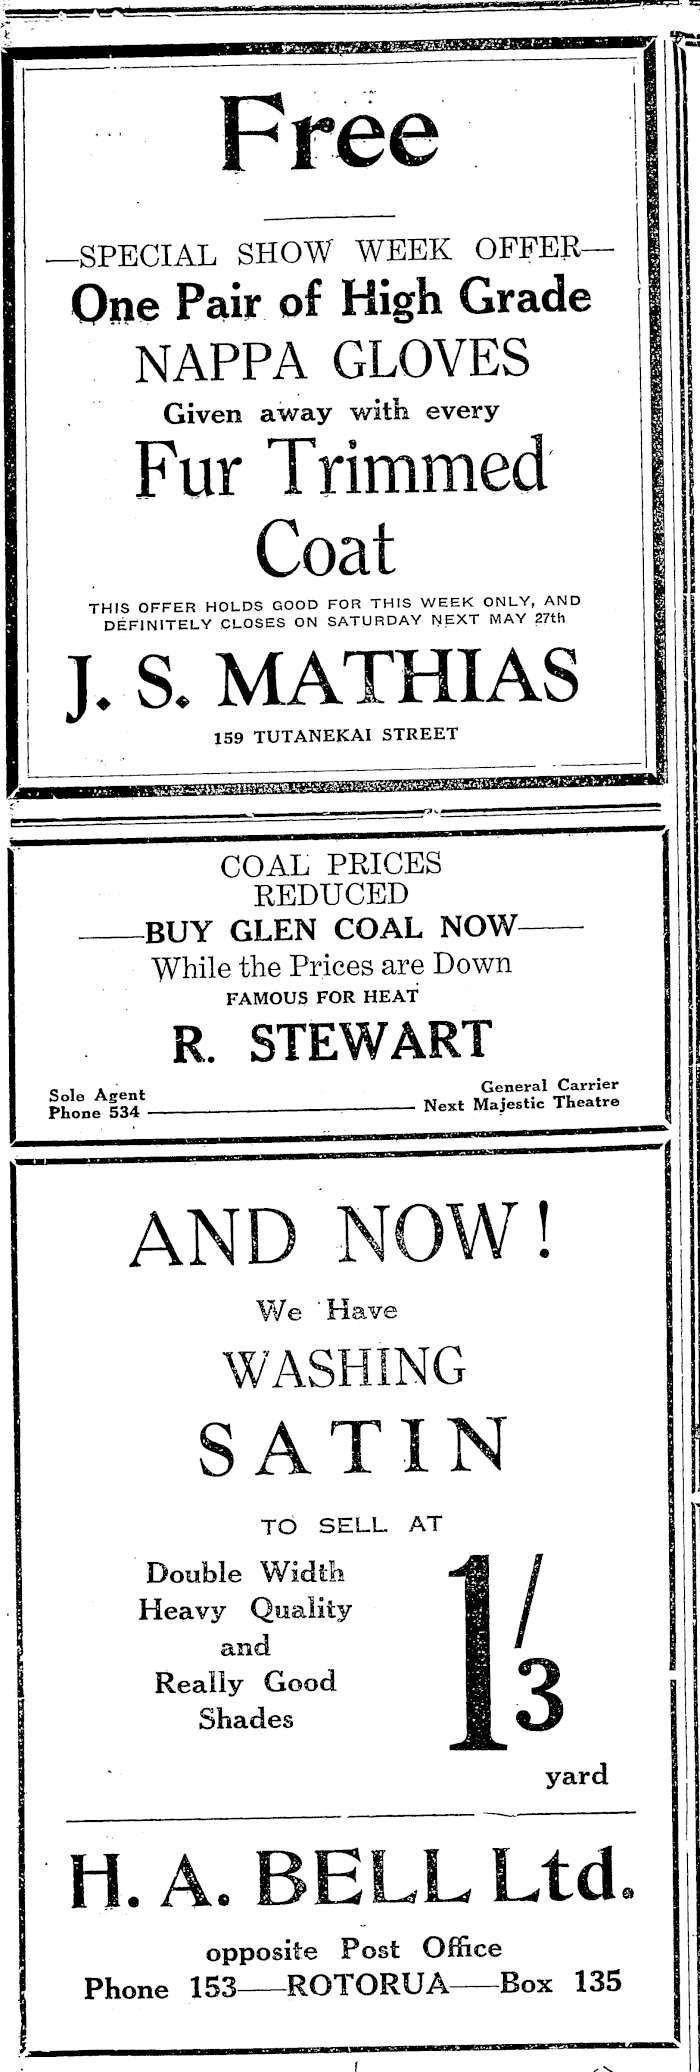 Free
—SPECIAL SHOW WEEK OFFER—
One Pair of High Grade
NAPPA GLOVES
Given away with every
Fur Trimmed
Coat
THIS OFFER HOLDS GOOD FOR THIS WEEK ONLY, AND
DEFINITELY CLOSES ON SATURDAY NEXT MAY 27th
J. S. MATHIAS
159 TUTANEKAI STREET
COAL PRICES
REDUCED
——BUY GLEN COAL NOW——
While the Prices are Down
FAMOUS FOR HEAT
R. STEWART
Sole Agent
Phone 534
General Carrier
Next Majestic Theatre
AND NOW!
We Have
WASHING
SATIN
TO SELL AT
Double Width
Heavy Quality
and
Really Good
Shades
1/3
yard
H. A. BELL Ltd.
opposite Post Office
Phone 153——ROTORUA——Box 135